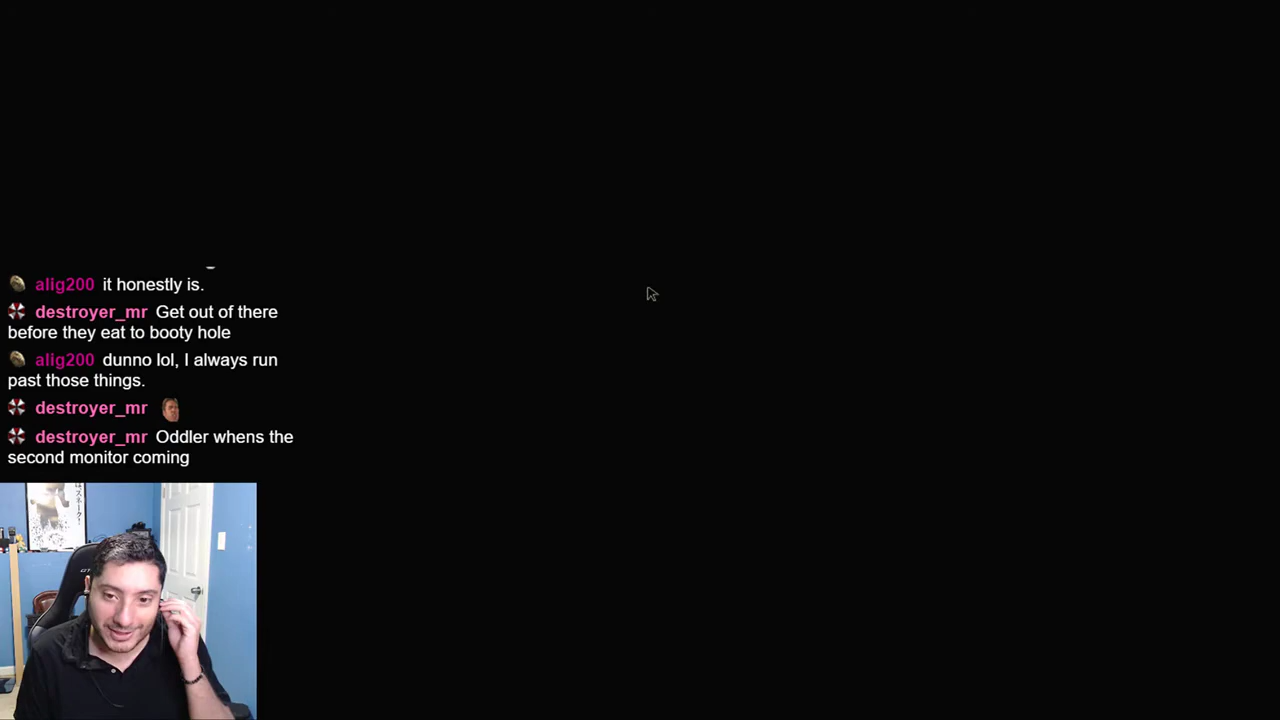 alig200 it honestly is.
destroyer_mr Get out of there
before they eat to booty hole
alig200 dunno lol, I always run
past those things.
destroyer_mr
destroyer_mr Oddler whens the
second monitor coming